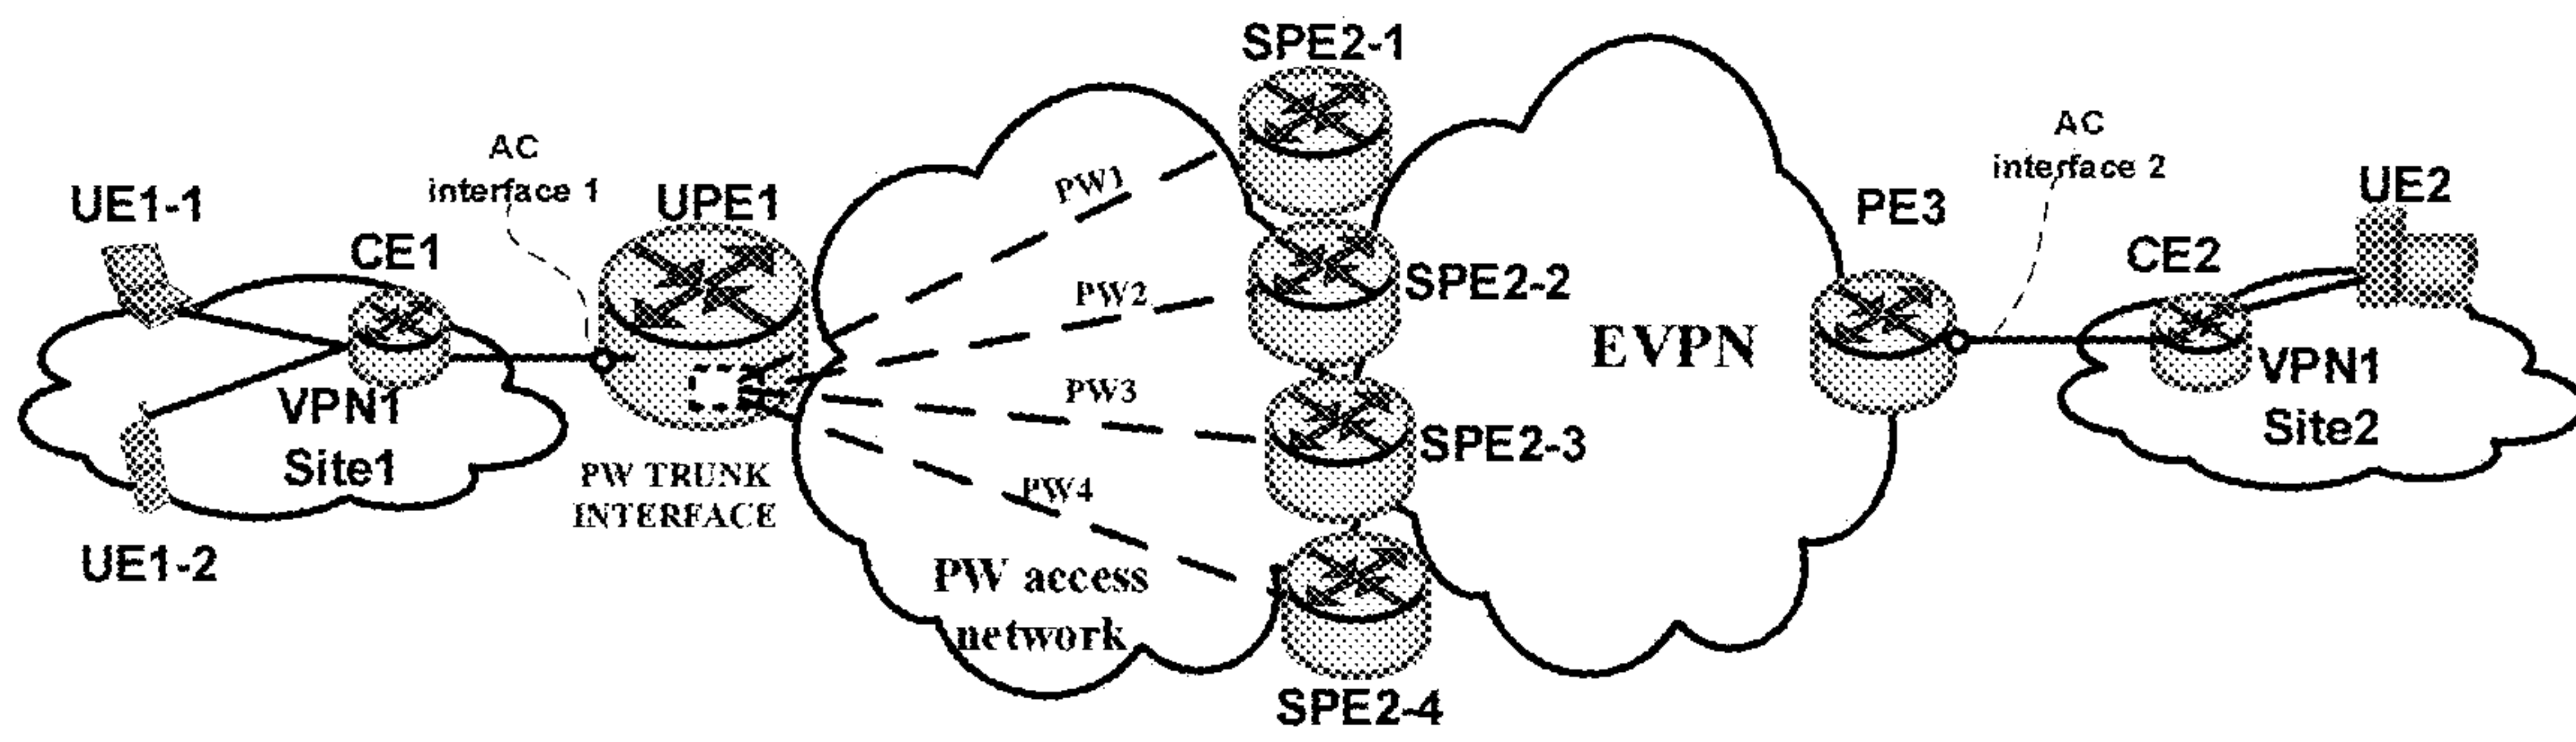 UE1-1
CE1
VPN1
Site1
UE1-2
AC
interface 1
UPE1
PW TRUNK
INTERFACE
PW1
PW2
PW3
PW4
PW access
network
SPE2-1
SPE2-2
SPE2-3
SPE2-4
EVPN
PE3
AC
interface 2
CE2
UE2
VPN1
Site2